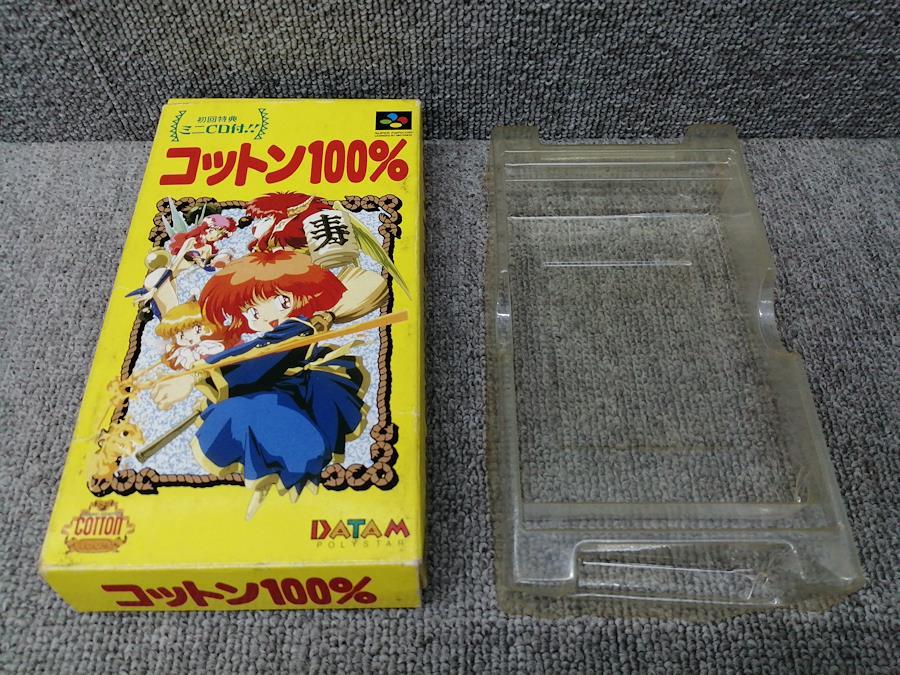 初回特典
ミニCD付!!
SUPER FAMICOM
コットン100%
寿
COTTON
DATAM
POLYSTAR
コットン100%